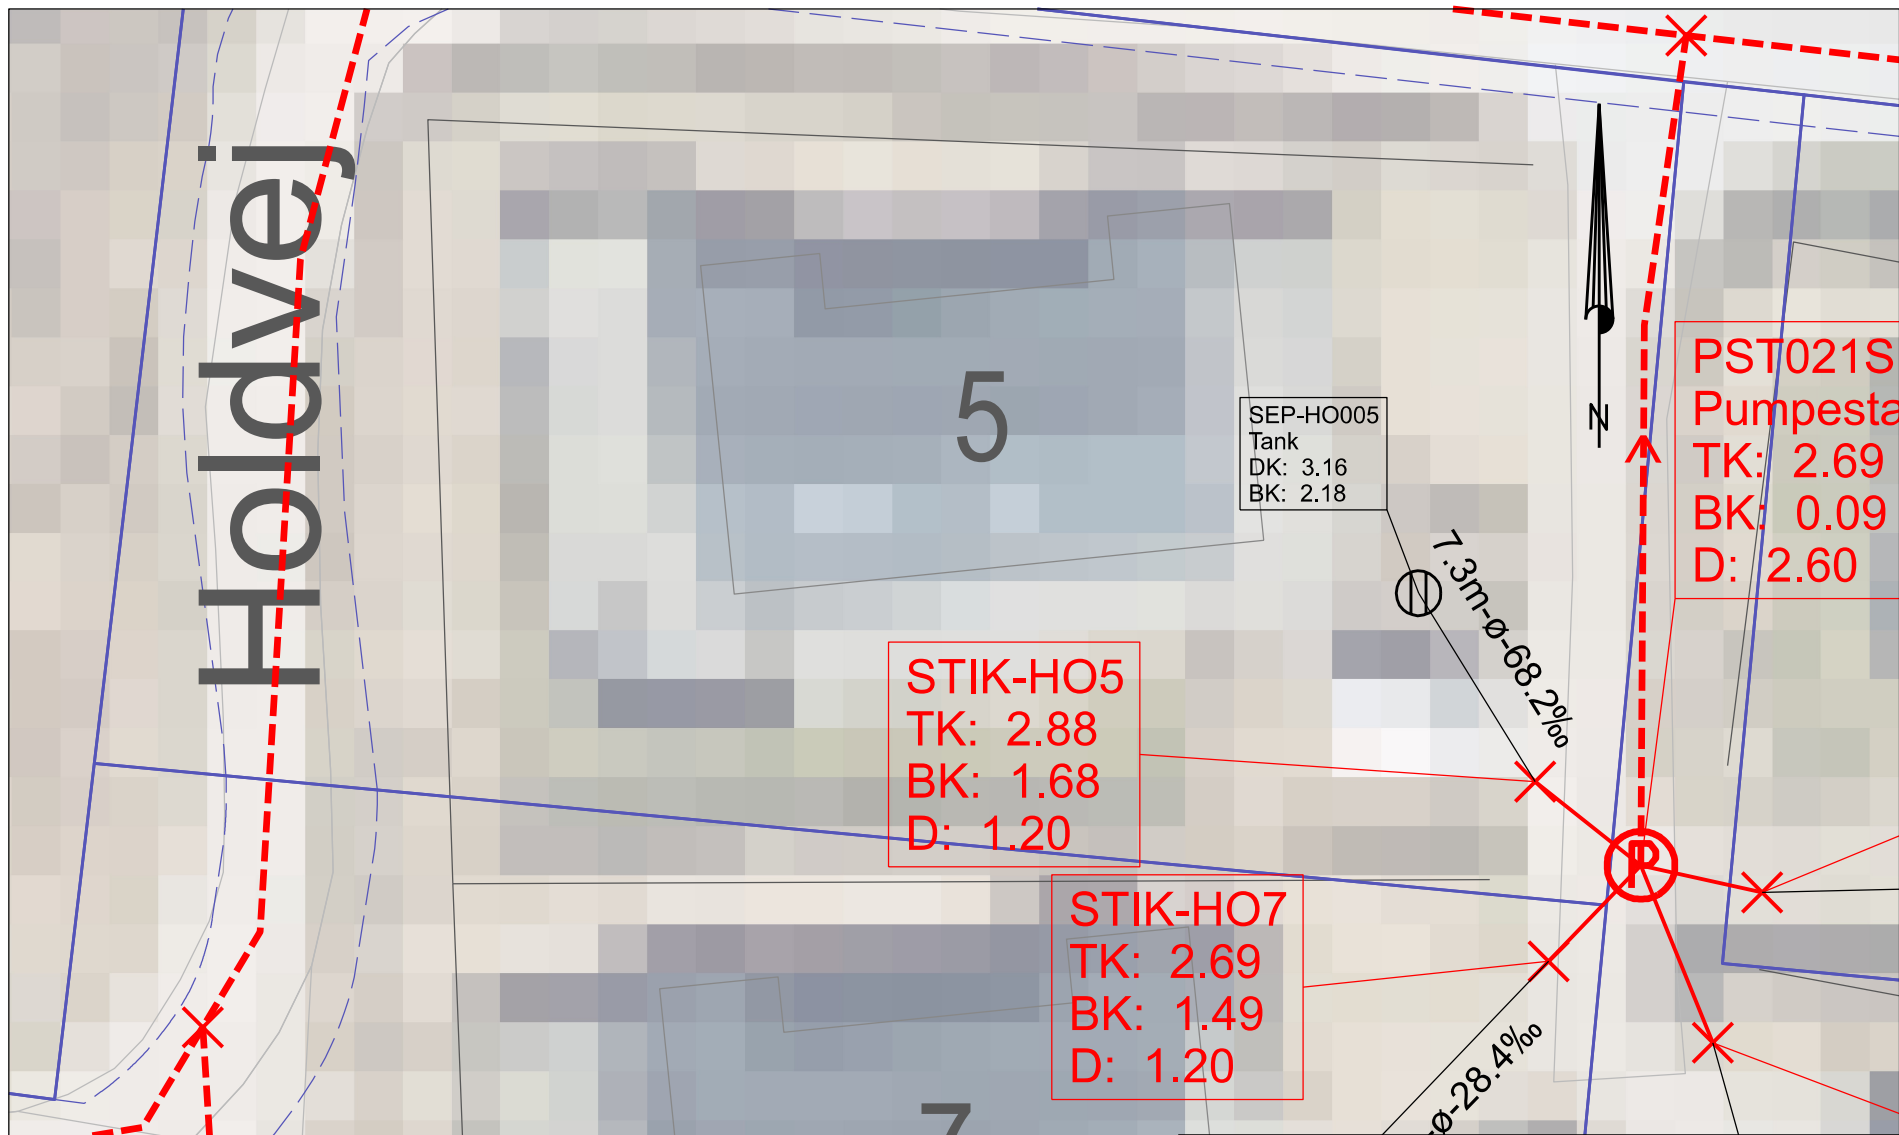 Holdvej
5
N
PST021S
TK: 2.69
BK: 0.09
D: 2.60
SEP-HO005
Tank
DK: 3.16
BK: 2.18
7.3m-ø-68.2‰
STIK-HO5
TK: 2.88
BK: 1.68
D: 1.20
P
STIK-HO7
TK: 2.69
BK: 1.49
D: 1.20
-ø-28.4‰
7